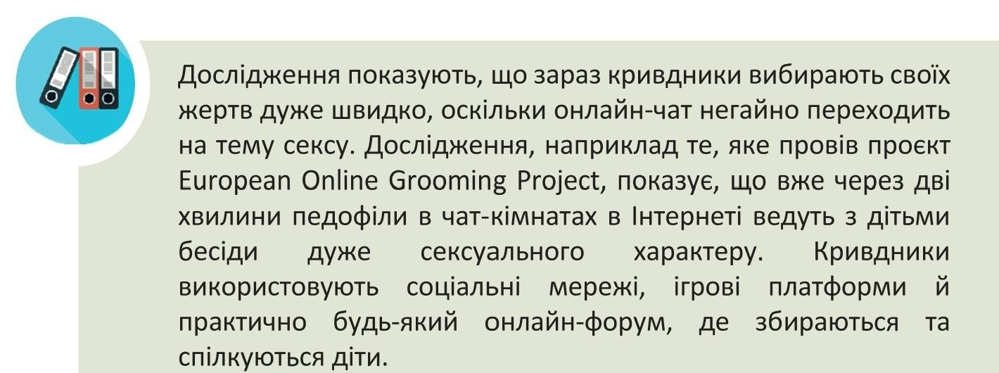 Дослідження показують, що зараз кривдники вибирають своїх
жертв дуже швидко, оскільки онлайн-чат негайно переходить
на тему сексу. Дослідження, наприклад те, яке провів проєкт
European Online Grooming Project, показує, що вже через дві
хвилини педофіли в чат-кімнатах в Інтернеті ведуть з дітьми
бесіди дуже сексуального характеру. Кривдники
використовують соціальні мережі, ігрові платформи й
практично будь-який онлайн-форум, де збираються та
спілкуються діти.